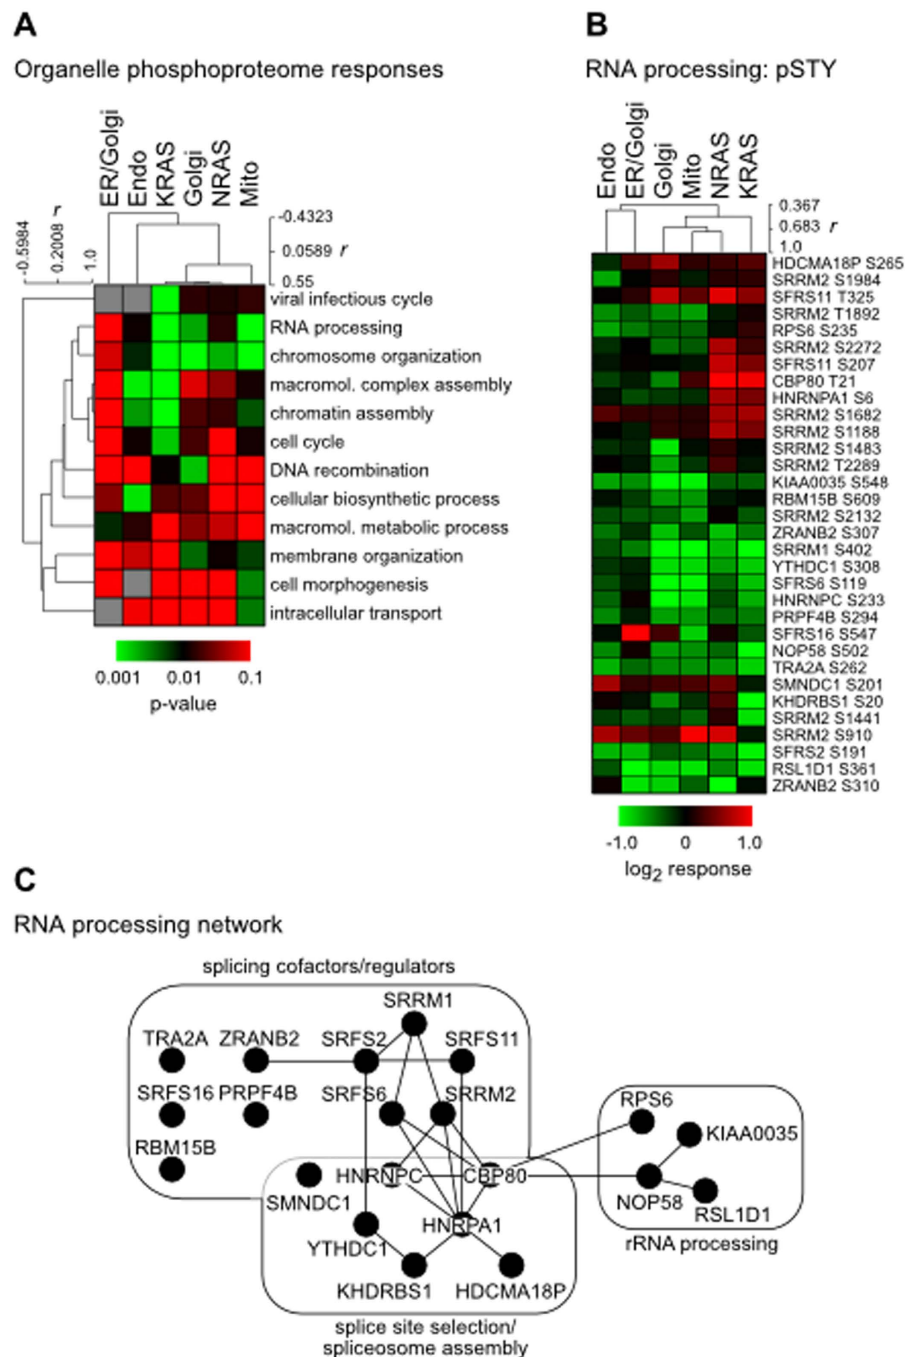 A
Organelle phosphoproteome responses
ER/Golgi
Endo
KRAS
Golgi
NRAS
Mito
r
-0.5984
0.2008
1.0
-0.4323
0.0589 r
0.55
viral infectious cycle
RNA processing
chromosome organization
macromol. complex assembly
chromatin assembly
cell cycle
DNA recombination
cellular biosynthetic process
macromol. metabolic process
membrane organization
cell morphogenesis
intracellular transport
0.001 0.01 0.1
p-value
B
RNA processing: pSTY
Endo
ER/Golgi
Golgi
Mito
NRAS
KRAS
0.367
0.683 r
1.0
HDCMA18P S265
SRRM2 S1984
SFRS11 T325
SRRM2 T1892
RPS6 S235
SRRM2 S2272
SFRS11 S207
CBP80 T21
HNRNPA1 S6
SRRM2 S1682
SRRM2 S1188
SRRM2 S1483
SRRM2 T2289
KIAA0035 S548
RBM15B S609
SRRM2 S2132
ZRANB2 S307
SRRM1 S402
YTHDC1 S308
SFRS6 S119
HNRNPC S233
PRPF4B S294
SFRS16 S547
NOP58 S502
TRA2A S262
SMNDC1 S201
KHDRBS1 S20
SRRM2 S1441
SRRM2 S910
SFRS2 S191
RSL1D1 S361
ZRANB2 S310
-1.0 0 1.0
log2 response
C
RNA processing network
splicing cofactors/regulators
SRRM1
TRA2A ZRANB2 SRFS2 SRFS11
SRFS16 PRPF4B SRFS6 SRRM2
RPS6
KIAA0035
RBM15B
HNRNPC CBP80
SMNDC1
NOP58
RSL1D1
HNRPA1
YTHDC1
rRNA processing
KHDRBS1 HDCMA18P
splice site selection/
spliceosome assembly